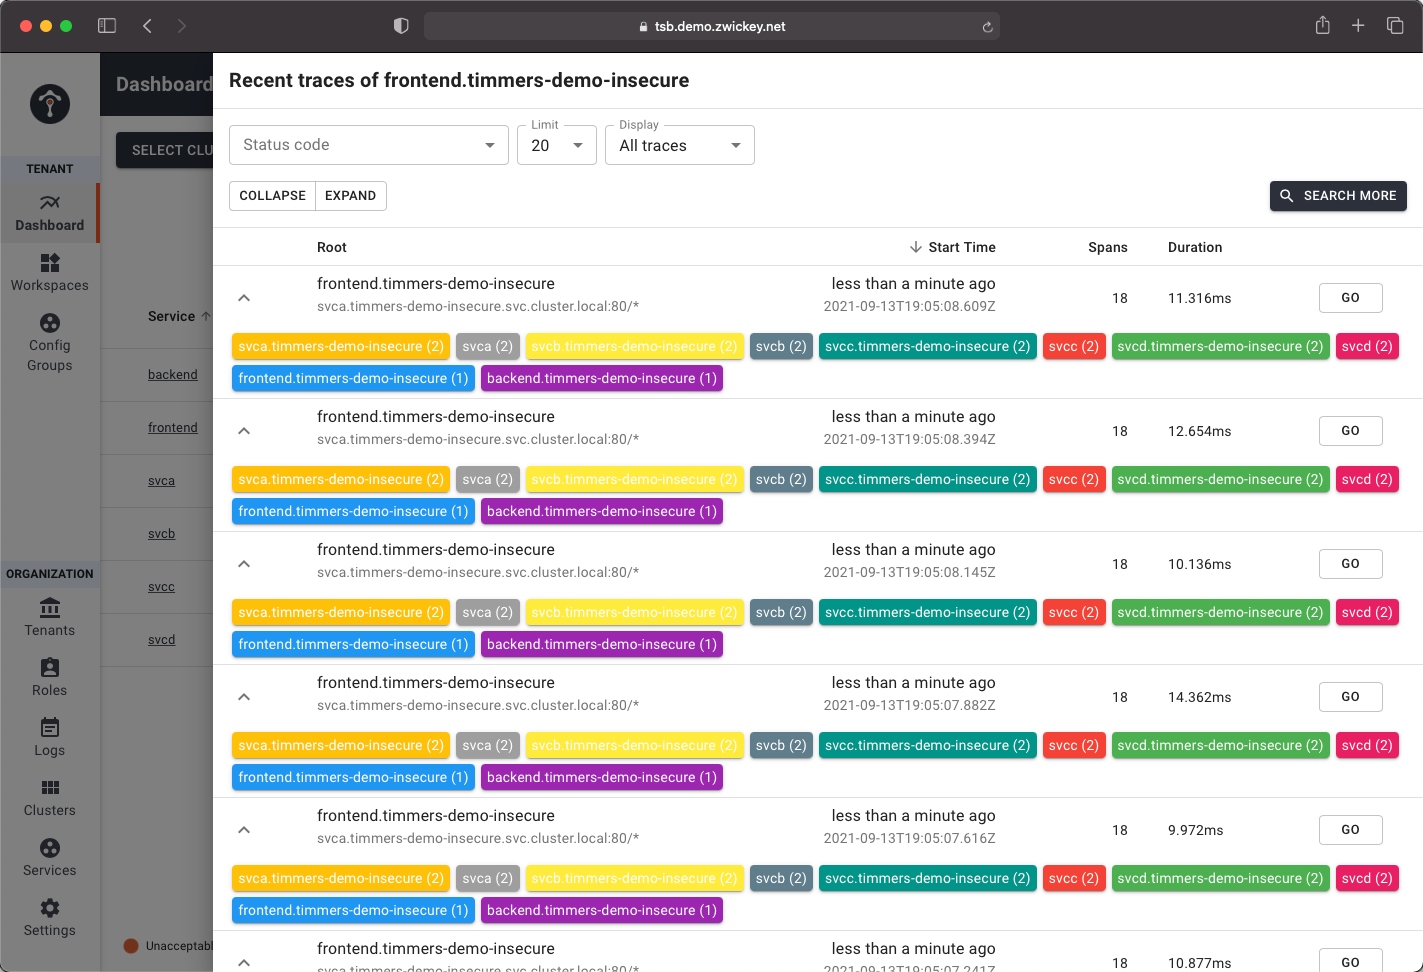 tsb.demo.zwickey.net
Dashboard
Recent traces of frontend.timmers-demo-insecure
Status code
Limit
20
Display
All traces
SELECT CLU
COLLAPSE
EXPAND
SEARCH MORE
TENANT
Dashboard
Workspaces
Config
Groups
ORGANIZATION
Tenants
Roles
Logs
Clusters
Services
Settings
Service
backend
frontend
svca
svcb
svcc
svcd
Unacceptabl
Root Start Time Spans Duration
frontend.timmers-demo-insecure less than a minute ago
svca.timmers-demo-insecure.svc.cluster.local:80/* 2021-09-13T19:05:08.609Z 18 11.316ms GO
svca.timmers-demo-insecure (2) svca (2) svcb.timmers-demo-insecure (2) svcb (2) svcc.timmers-demo-insecure (2) svcc (2) svcd.timmers-demo-insecure (2) svcd (2)
frontend.timmers-demo-insecure (1) backend.timmers-demo-insecure (1)
frontend.timmers-demo-insecure less than a minute ago
svca.timmers-demo-insecure.svc.cluster.local:80/* 2021-09-13T19:05:08.394Z 18 12.654ms GO
svca.timmers-demo-insecure (2) svca (2) svcb.timmers-demo-insecure (2) svcb (2) svcc.timmers-demo-insecure (2) svcc (2) svcd.timmers-demo-insecure (2) svcd (2)
frontend.timmers-demo-insecure (1) backend.timmers-demo-insecure (1)
frontend.timmers-demo-insecure less than a minute ago
svca.timmers-demo-insecure.svc.cluster.local:80/* 2021-09-13T19:05:08.145Z 18 10.136ms GO
svca.timmers-demo-insecure (2) svca (2) svcb.timmers-demo-insecure (2) svcb (2) svcc.timmers-demo-insecure (2) svcc (2) svcd.timmers-demo-insecure (2) svcd (2)
frontend.timmers-demo-insecure (1) backend.timmers-demo-insecure (1)
frontend.timmers-demo-insecure less than a minute ago
svca.timmers-demo-insecure.svc.cluster.local:80/* 2021-09-13T19:05:07.882Z 18 14.362ms GO
svca.timmers-demo-insecure (2) svca (2) svcb.timmers-demo-insecure (2) svcb (2) svcc.timmers-demo-insecure (2) svcc (2) svcd.timmers-demo-insecure (2) svcd (2)
frontend.timmers-demo-insecure (1) backend.timmers-demo-insecure (1)
frontend.timmers-demo-insecure less than a minute ago
svca.timmers-demo-insecure.svc.cluster.local:80/* 2021-09-13T19:05:07.616Z 18 9.972ms GO
svca.timmers-demo-insecure (2) svca (2) svcb.timmers-demo-insecure (2) svcb (2) svcc.timmers-demo-insecure (2) svcc (2) svcd.timmers-demo-insecure (2) svcd (2)
frontend.timmers-demo-insecure (1) backend.timmers-demo-insecure (1)
frontend.timmers-demo-insecure less than a minute ago
svca.timmers-demo-insecure.svc.cluster.local:80/* 2021-09-13T19:05:07.241Z 18 10.877ms GO